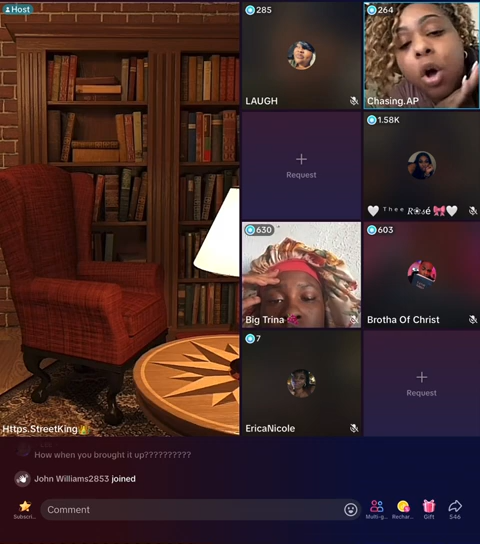 Host
285
LAUGH
264
Chasing.AP
+
Request
1.58K
🤍 ᵀʰᵉᵉ 𝑅❀𝓈é 🎀🤍
630
Big Trina
603
Brotha Of Christ
7
EricaNicole
+
Request
Https.StreetKing
How when you brought it up??????????
John Williams2853 joined
Subscri...
Comment
Multi-g...
Rechar...
Gift
546